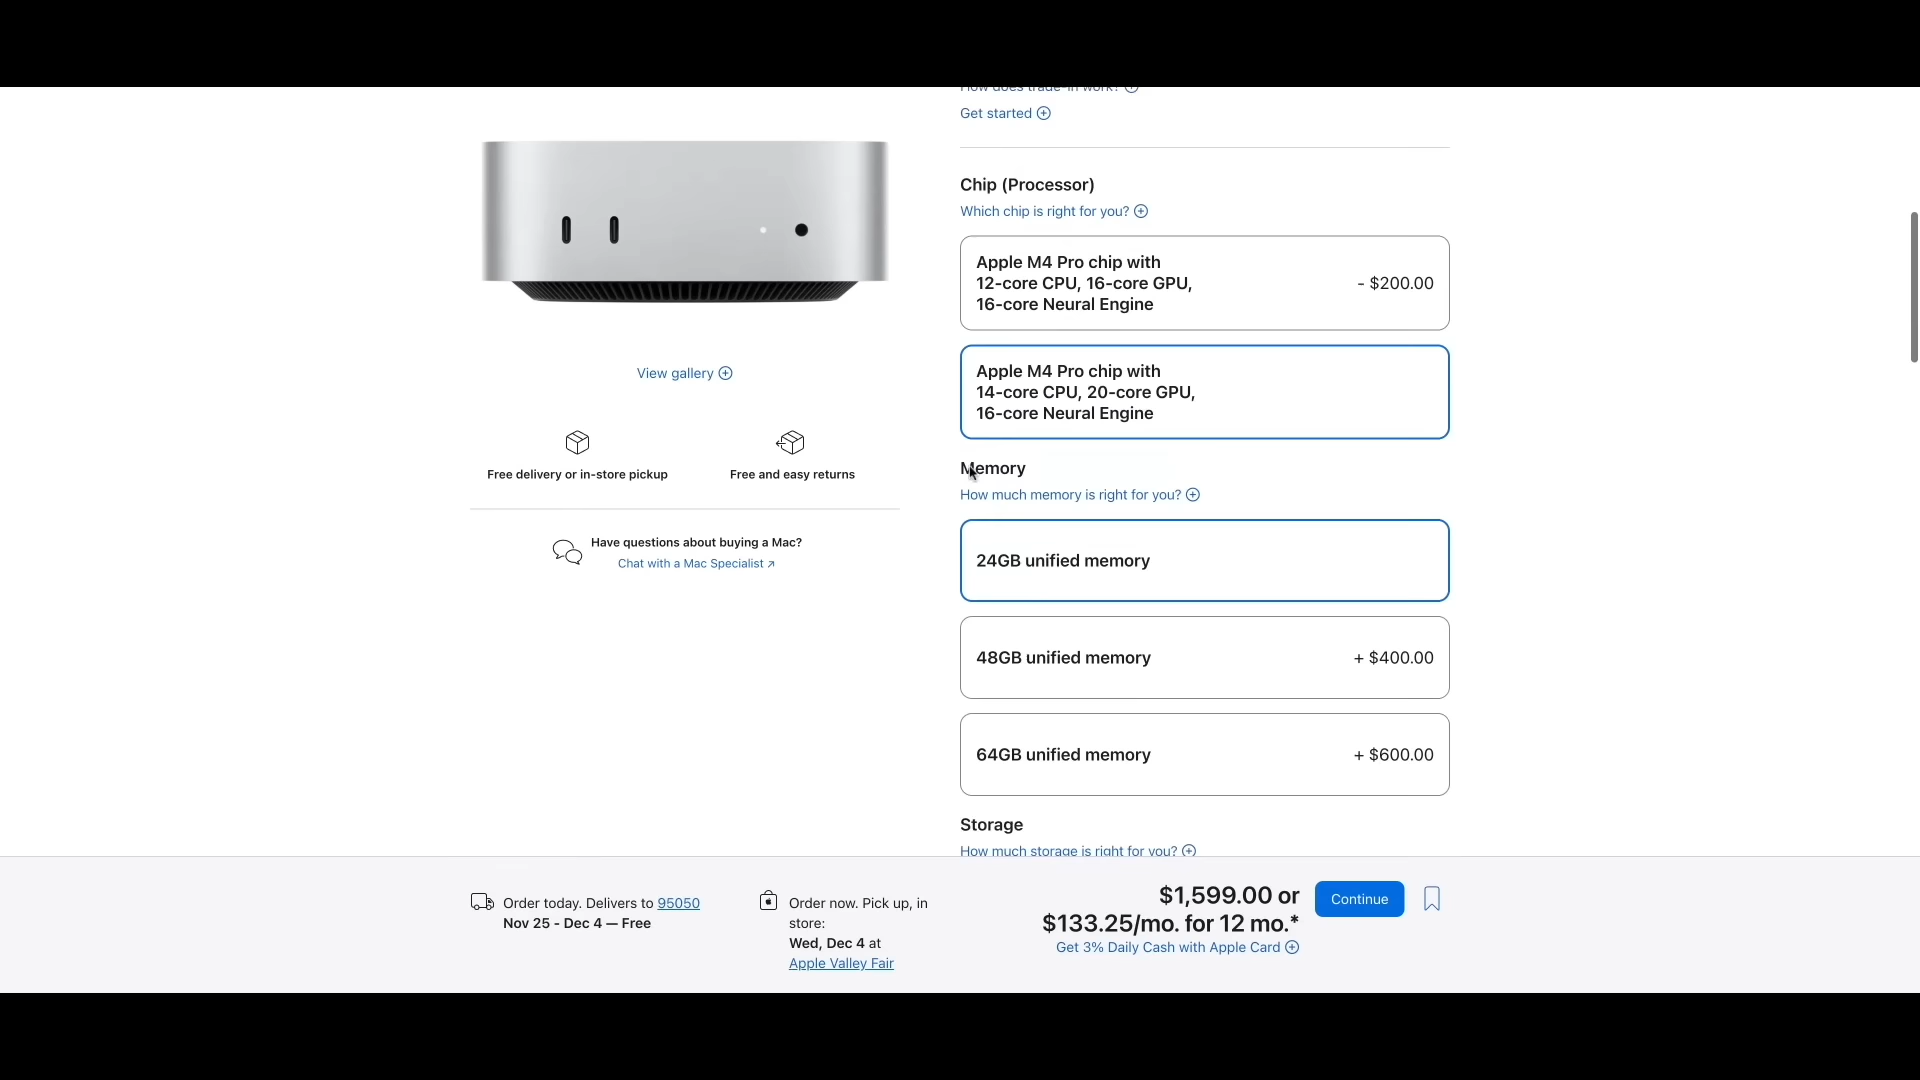 How does trade-in work?
Get started
Chip (Processor)
Which chip is right for you?
Apple M4 Pro chip with
12-core CPU, 16-core GPU,
16-core Neural Engine
- $200.00
Apple M4 Pro chip with
14-core CPU, 20-core GPU,
16-core Neural Engine
View gallery
Free delivery or in-store pickup
Free and easy returns
Have questions about buying a Mac?
Chat with a Mac Specialist ↗
Memory
How much memory is right for you?
24GB unified memory
48GB unified memory
+ $400.00
64GB unified memory
+ $600.00
Storage
How much storage is right for you?
Order today. Delivers to 95050
Nov 25 - Dec 4 — Free
Order now. Pick up, in
store:
Wed, Dec 4 at
Apple Valley Fair
$1,599.00 or
$133.25/mo. for 12 mo.*
Get 3% Daily Cash with Apple Card
Continue